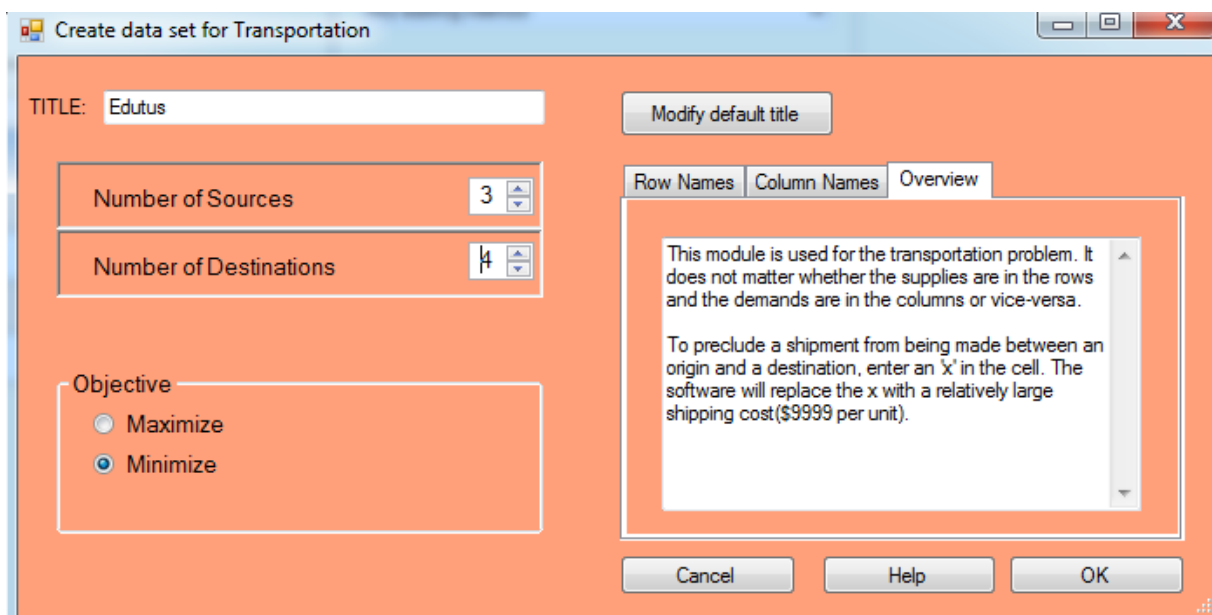 Create data set for Transportation
TITLE: Edutus
Modify default title
Number of Sources 3
Number of Destinations 4
Objective
Maximize
Minimize
Row Names Column Names Overview
This module is used for the transportation problem. It
does not matter whether the supplies are in the rows
and the demands are in the columns or vice-versa.
To preclude a shipment from being made between an
origin and a destination, enter an 'x' in the cell. The
software will replace the x with a relatively large
shipping cost($9999 per unit).
Cancel Help OK